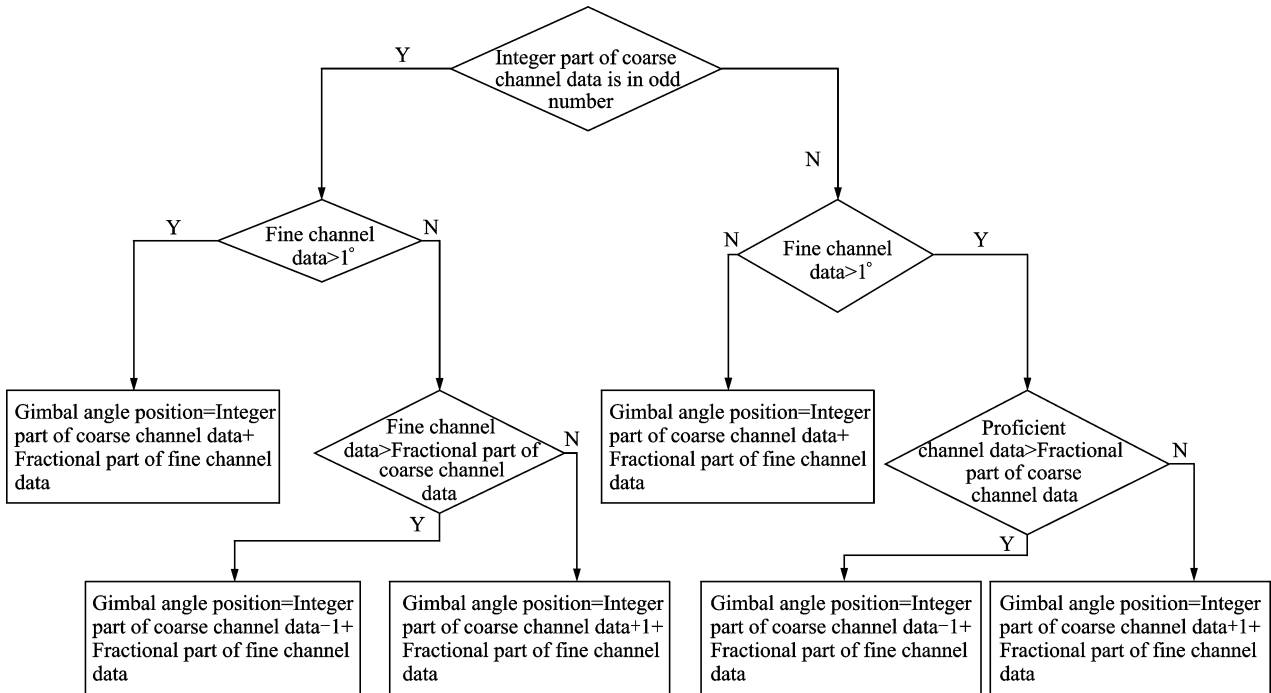 Integer part of coarse
channel data is in odd
number
Y
N
Fine channel
data>1°
Y
N
Fine channel
data>1°
N
Y
Gimbal angle position=Integer
part of coarse channel data+
Fractional part of fine channel
data
Fine channel
data>Fractional part of
coarse channel
data
N
Y
Gimbal angle position=Integer
part of coarse channel data+
Fractional part of fine channel
data
Proficient
channel data>Fractional
part of coarse
channel data
N
Y
Gimbal angle position=Integer
part of coarse channel data−1+
Fractional part of fine channel
data
Gimbal angle position=Integer
part of coarse channel data+1+
Fractional part of fine channel
data
Gimbal angle position=Integer
part of coarse channel data−1+
Fractional part of fine channel
data
Gimbal angle position=Integer
part of coarse channel data+1+
Fractional part of fine channel
data